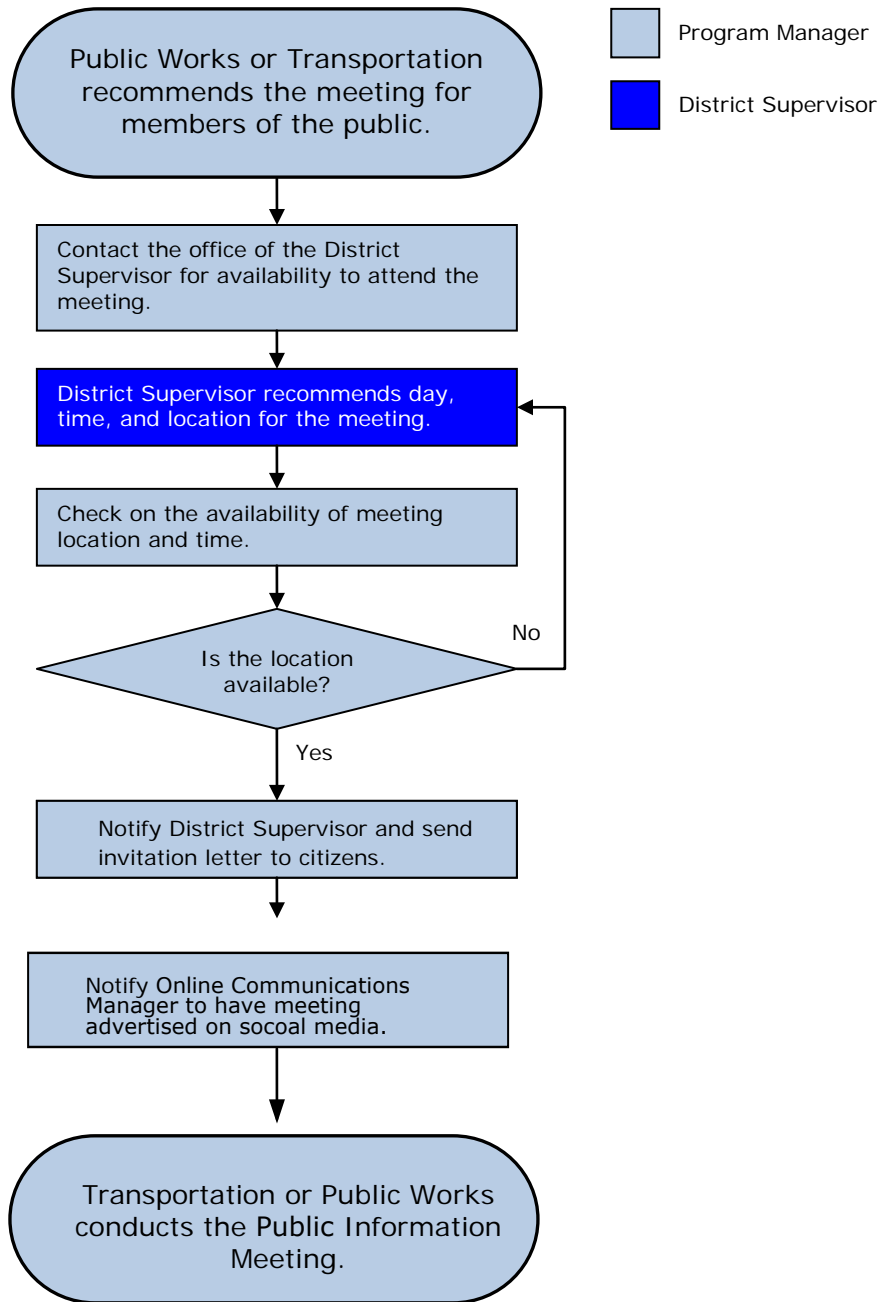 Public Works or Transportation
recommends the meeting for
members of the public.
Program Manager
District Supervisor
Contact the office of the District
Supervisor for availability to attend the
meeting.
District Supervisor recommends day,
time, and location for the meeting.
Check on the availability of meeting
location and time.
No
Is the location
available?
Yes
Notify District Supervisor and send
invitation letter to citizens.
Notify Online Communications
Manager to have meeting
advertised on socoal media.
Transportation or Public Works
conducts the Public Information
Meeting.